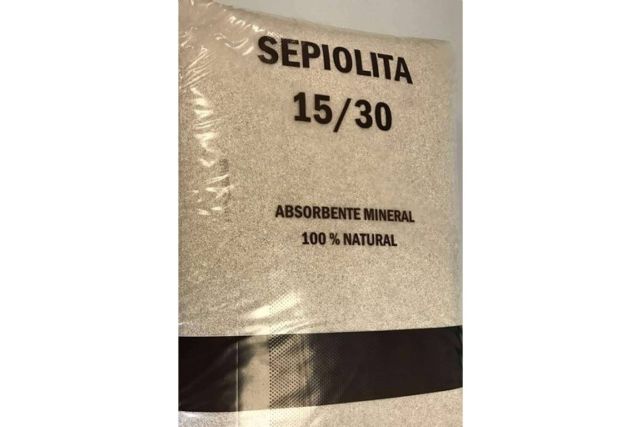 SEPIOLITA
15/30
ABSORBENTE MINERAL
100 % NATURAL